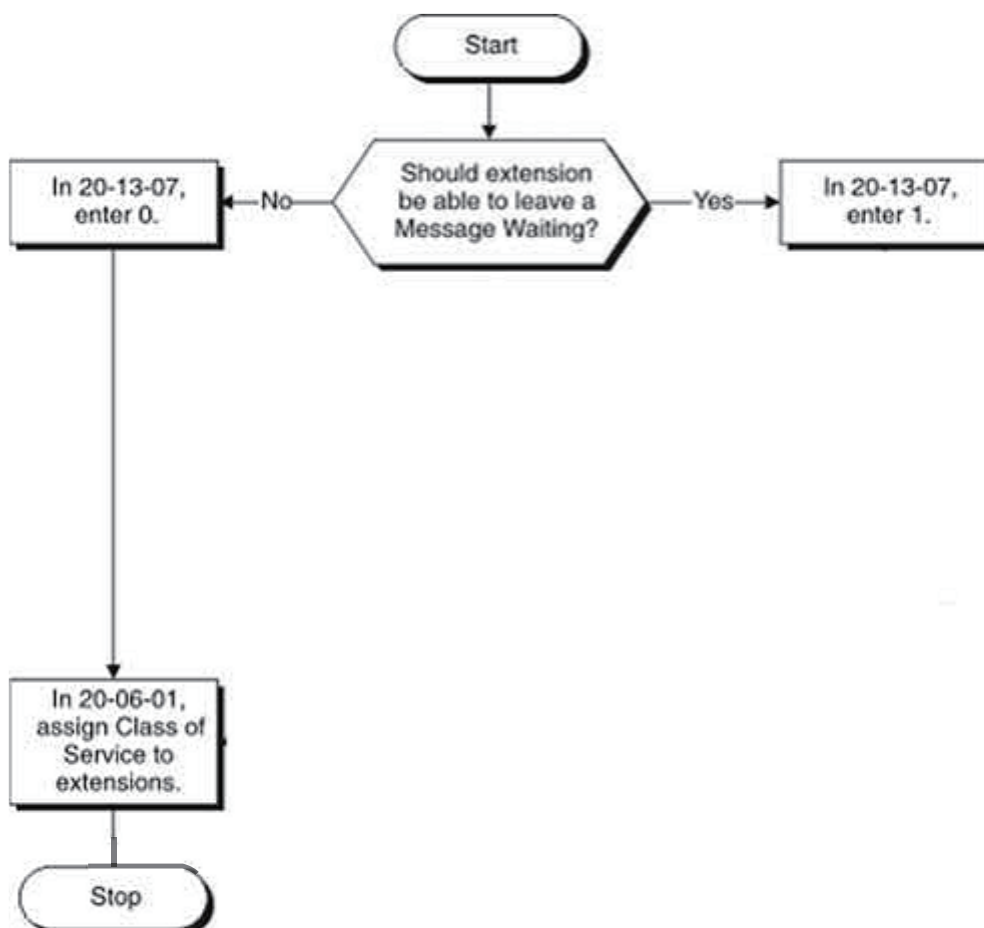 Start
Should extension
be able to leave a
Message Waiting?
No
Yes
In 20-13-07,
enter 0.
In 20-13-07,
enter 1.
In 20-06-01,
assign Class of
Service to
extensions.
Stop